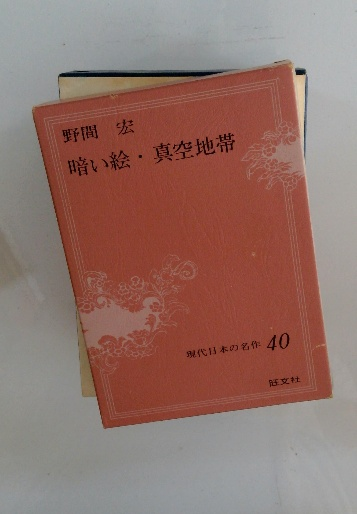 野間 宏
暗い絵・真空地帯
現代日本の名作 40
旺文社